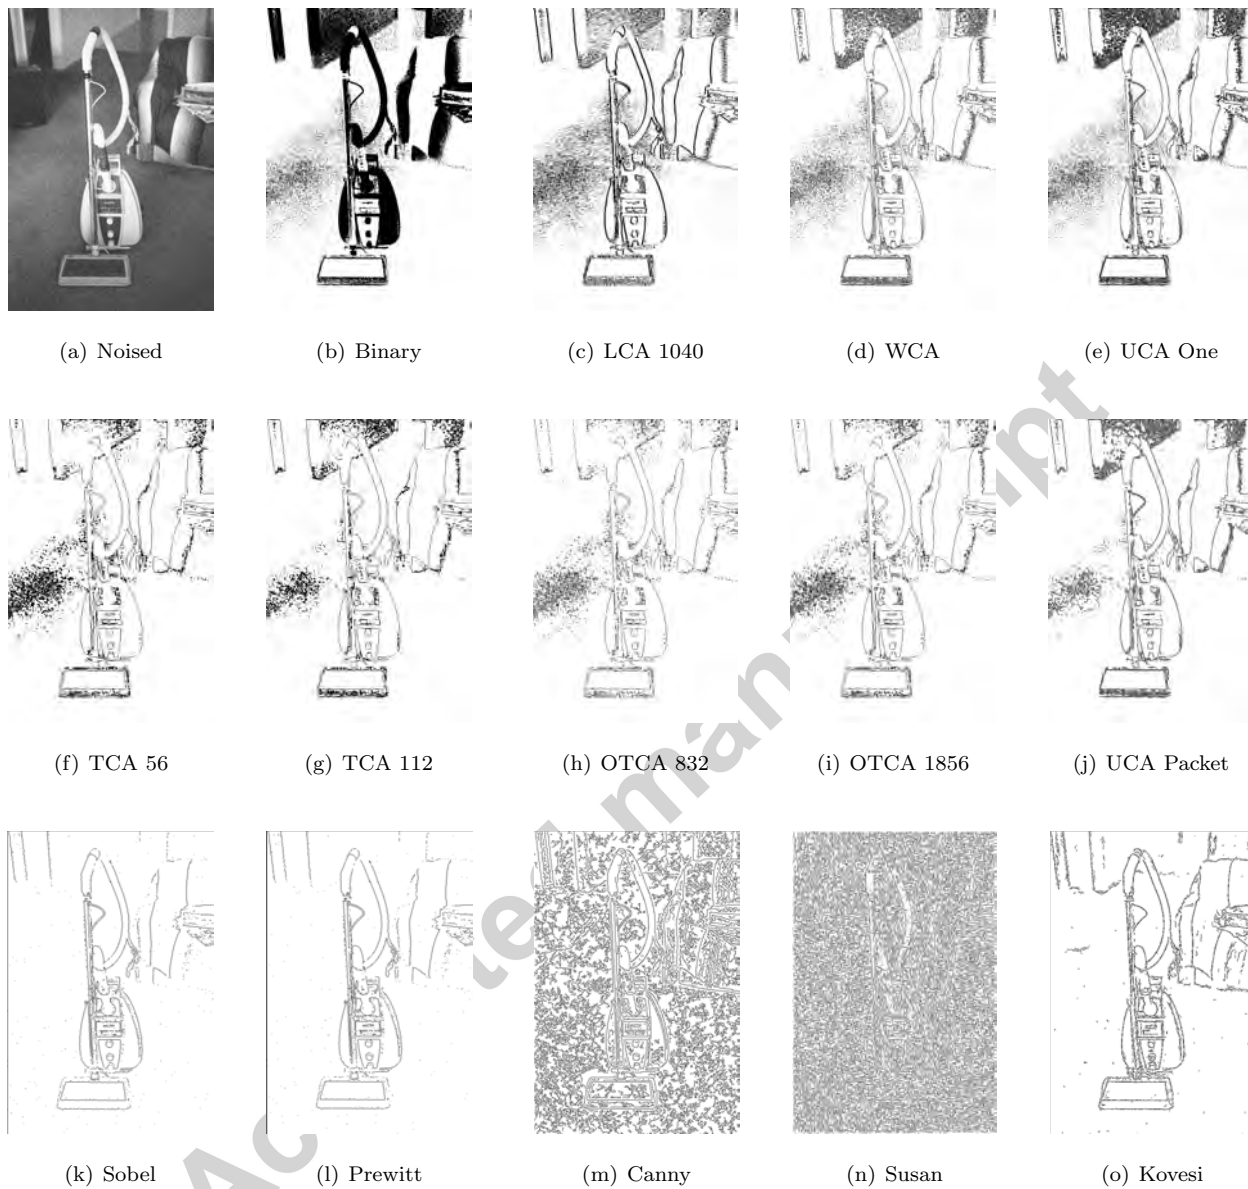 (a) Noised
(b) Binary
(c) LCA 1040
(d) WCA
(e) UCA One
(f) TCA 56
(g) TCA 112
(h) OTCA 832
(i) OTCA 1856
(j) UCA Packet
(k) Sobel
(l) Prewitt
(m) Canny
(n) Susan
(o) Kovesi